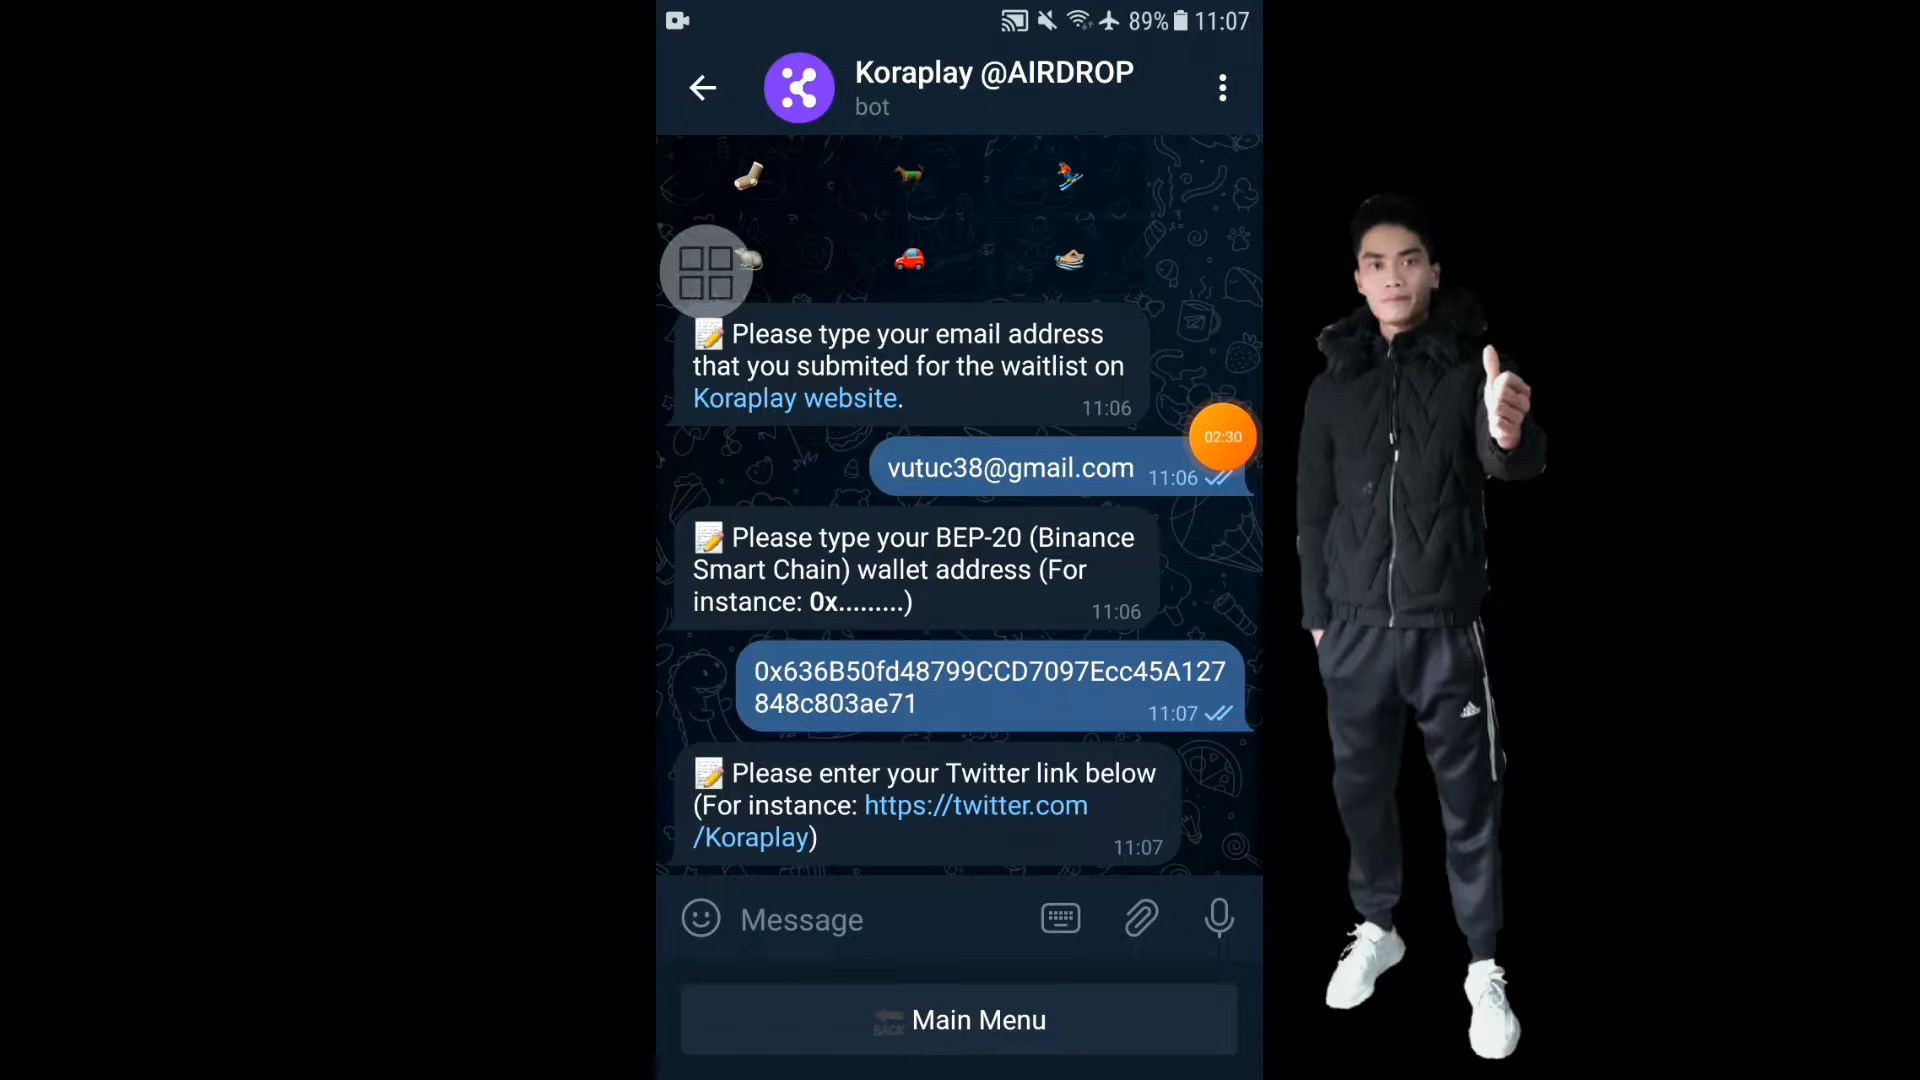 89% 11:07
Koraplay @AIRDROP
bot
Please type your email address
that you submited for the waitlist on
Koraplay website.
11:06
02:30
vutuc38@gmail.com 11:06
Please type your BEP-20 (Binance
Smart Chain) wallet address (For
instance: 0x.........)
11:06
0x636B50fd48799CCD7097Ecc45A127
848c803ae71
11:07
Please enter your Twitter link below
(For instance: https://twitter.com
/Koraplay)
11:07
Message
BACK Main Menu